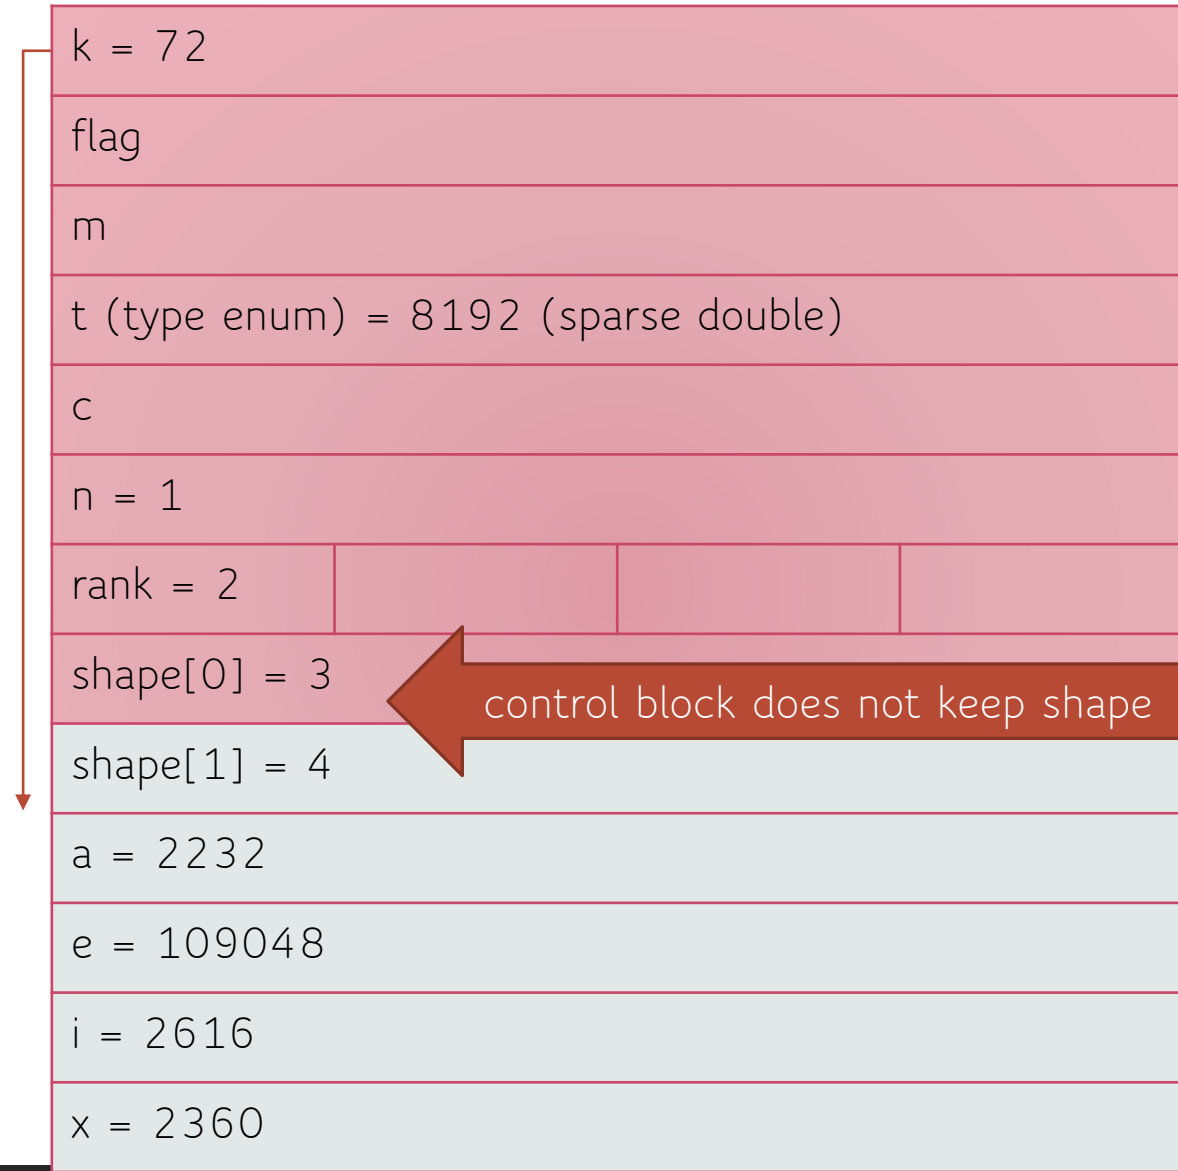 k = 72
flag
m
t (type enum) = 8192 (sparse double)
c
n = 1
rank = 2
shape[0] = 3
control block does not keep shape
shape[1] = 4
a = 2232
e = 109048
i = 2616
x = 2360